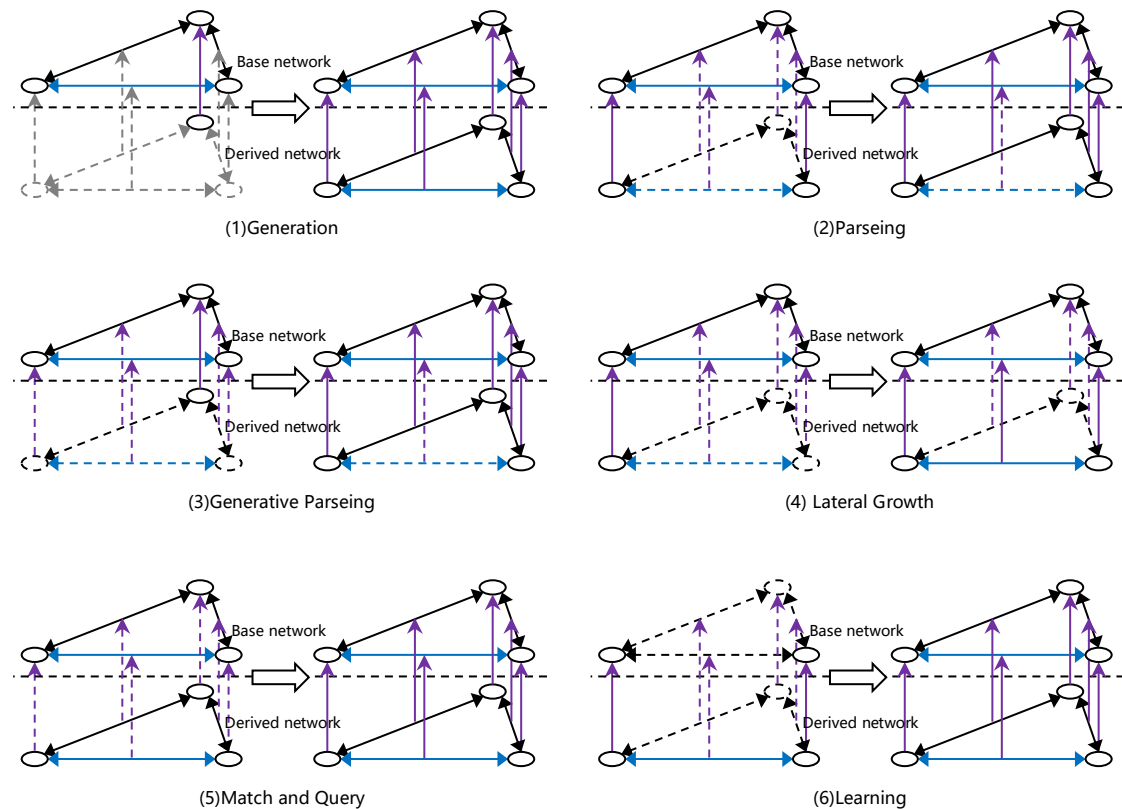 Base network
Derived network
(1)Generation
Base network
Derived network
(2)Parseing
Base network
Derived network
(3)Generative Parseing
Base network
Derived network
(4) Lateral Growth
Base network
Derived network
(5)Match and Query
Base network
Derived network
(6)Learning